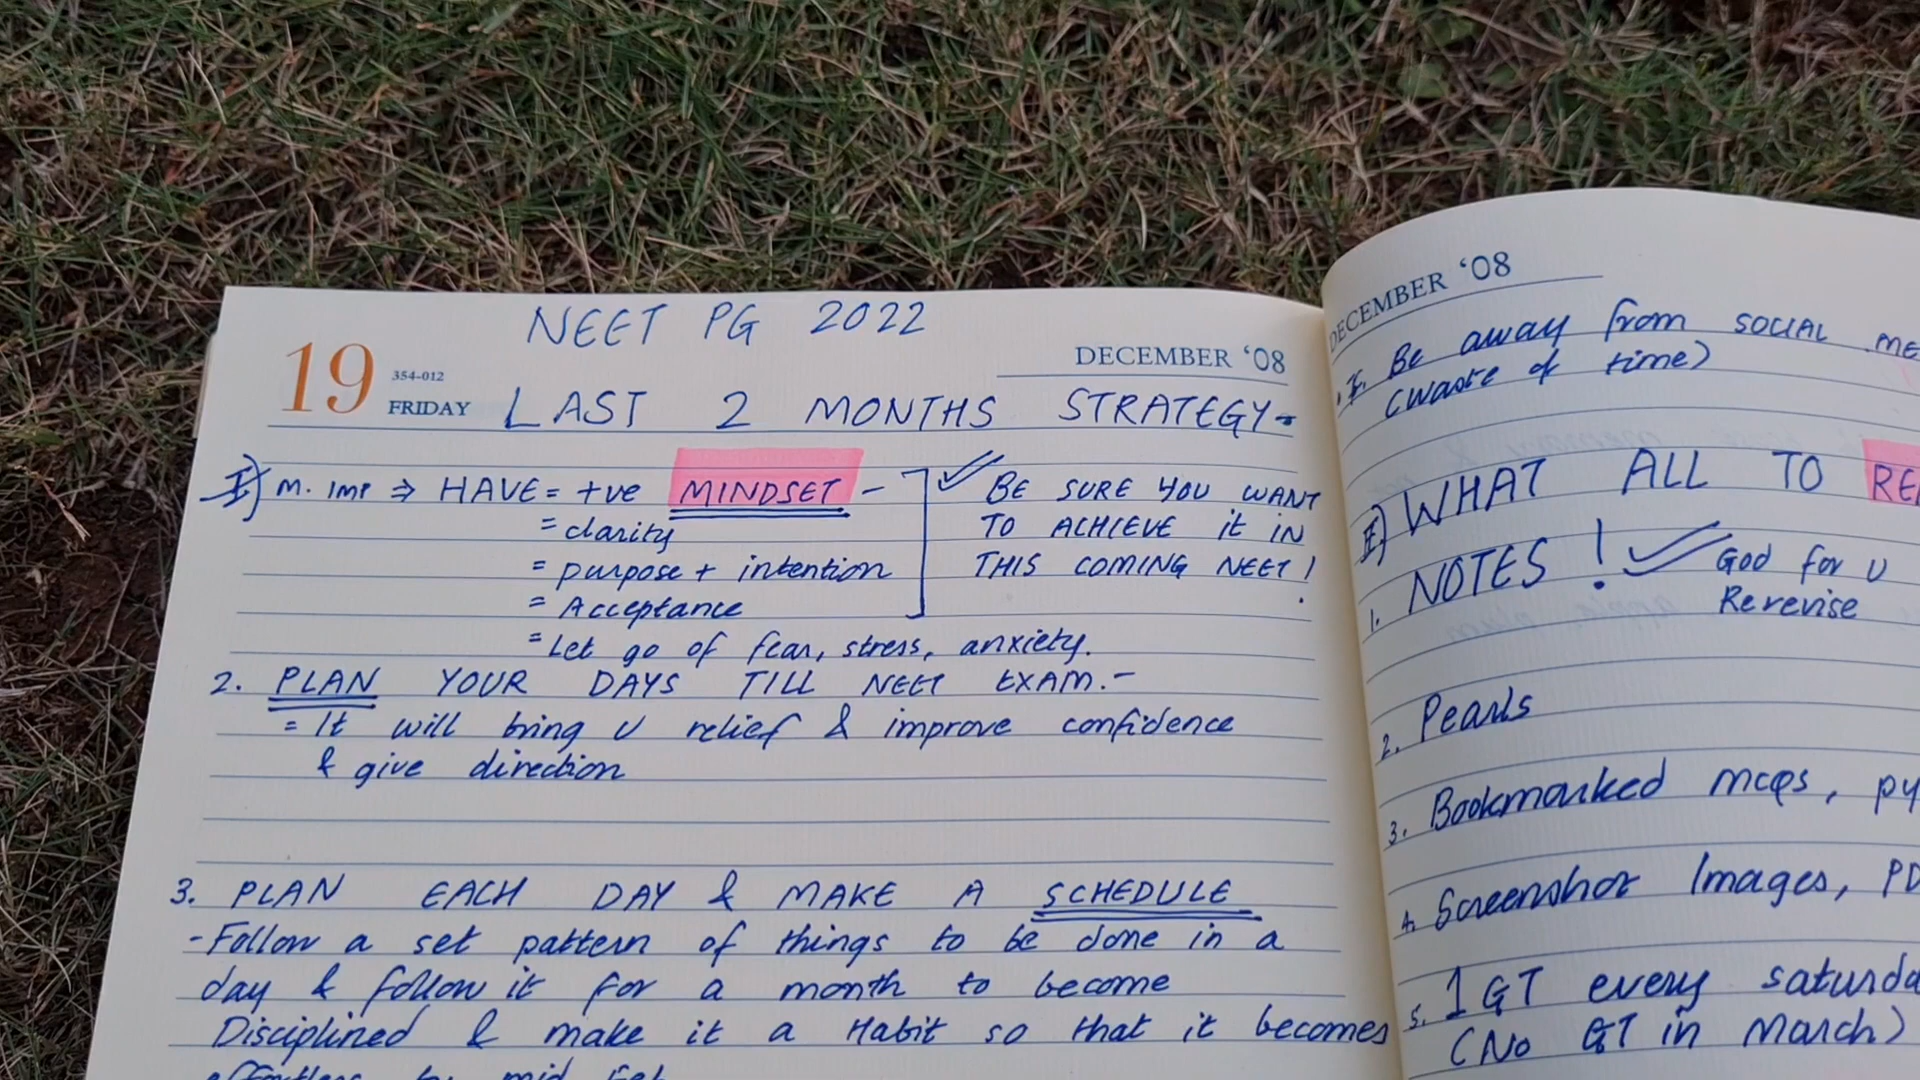 NEET PG 2022
19
354-012
FRIDAY
DECEMBER '08
LAST 2 MONTHS STRATEGY-
I) M. IMP ⇒ HAVE = +ve MINDSET -
= clarity
= purpose + intention
= Acceptance
= Let go of fear, stress, anxiety.
BE SURE YOU WANT
TO ACHIEVE it IN
THIS COMING NEET!
2. PLAN YOUR DAYS TILL NEET EXAM.-
= It will bring U relief & improve confidence
& give direction
3. PLAN EACH DAY & MAKE A SCHEDULE
-Follow a set pattern of things to be done in a
day & follow it for a month to become
Disciplined & make it a Habit so that it becomes
DECEMBER '08
Be away from SOCIAL ME
(waste of time)
II) WHAT ALL TO RE
1. NOTES! God for U
Rerevise
2. Pearls
3. Bookmarked mcqs, py
4. Screenshot Images, PD
5. 1 GT every saturda
(No GT in March)